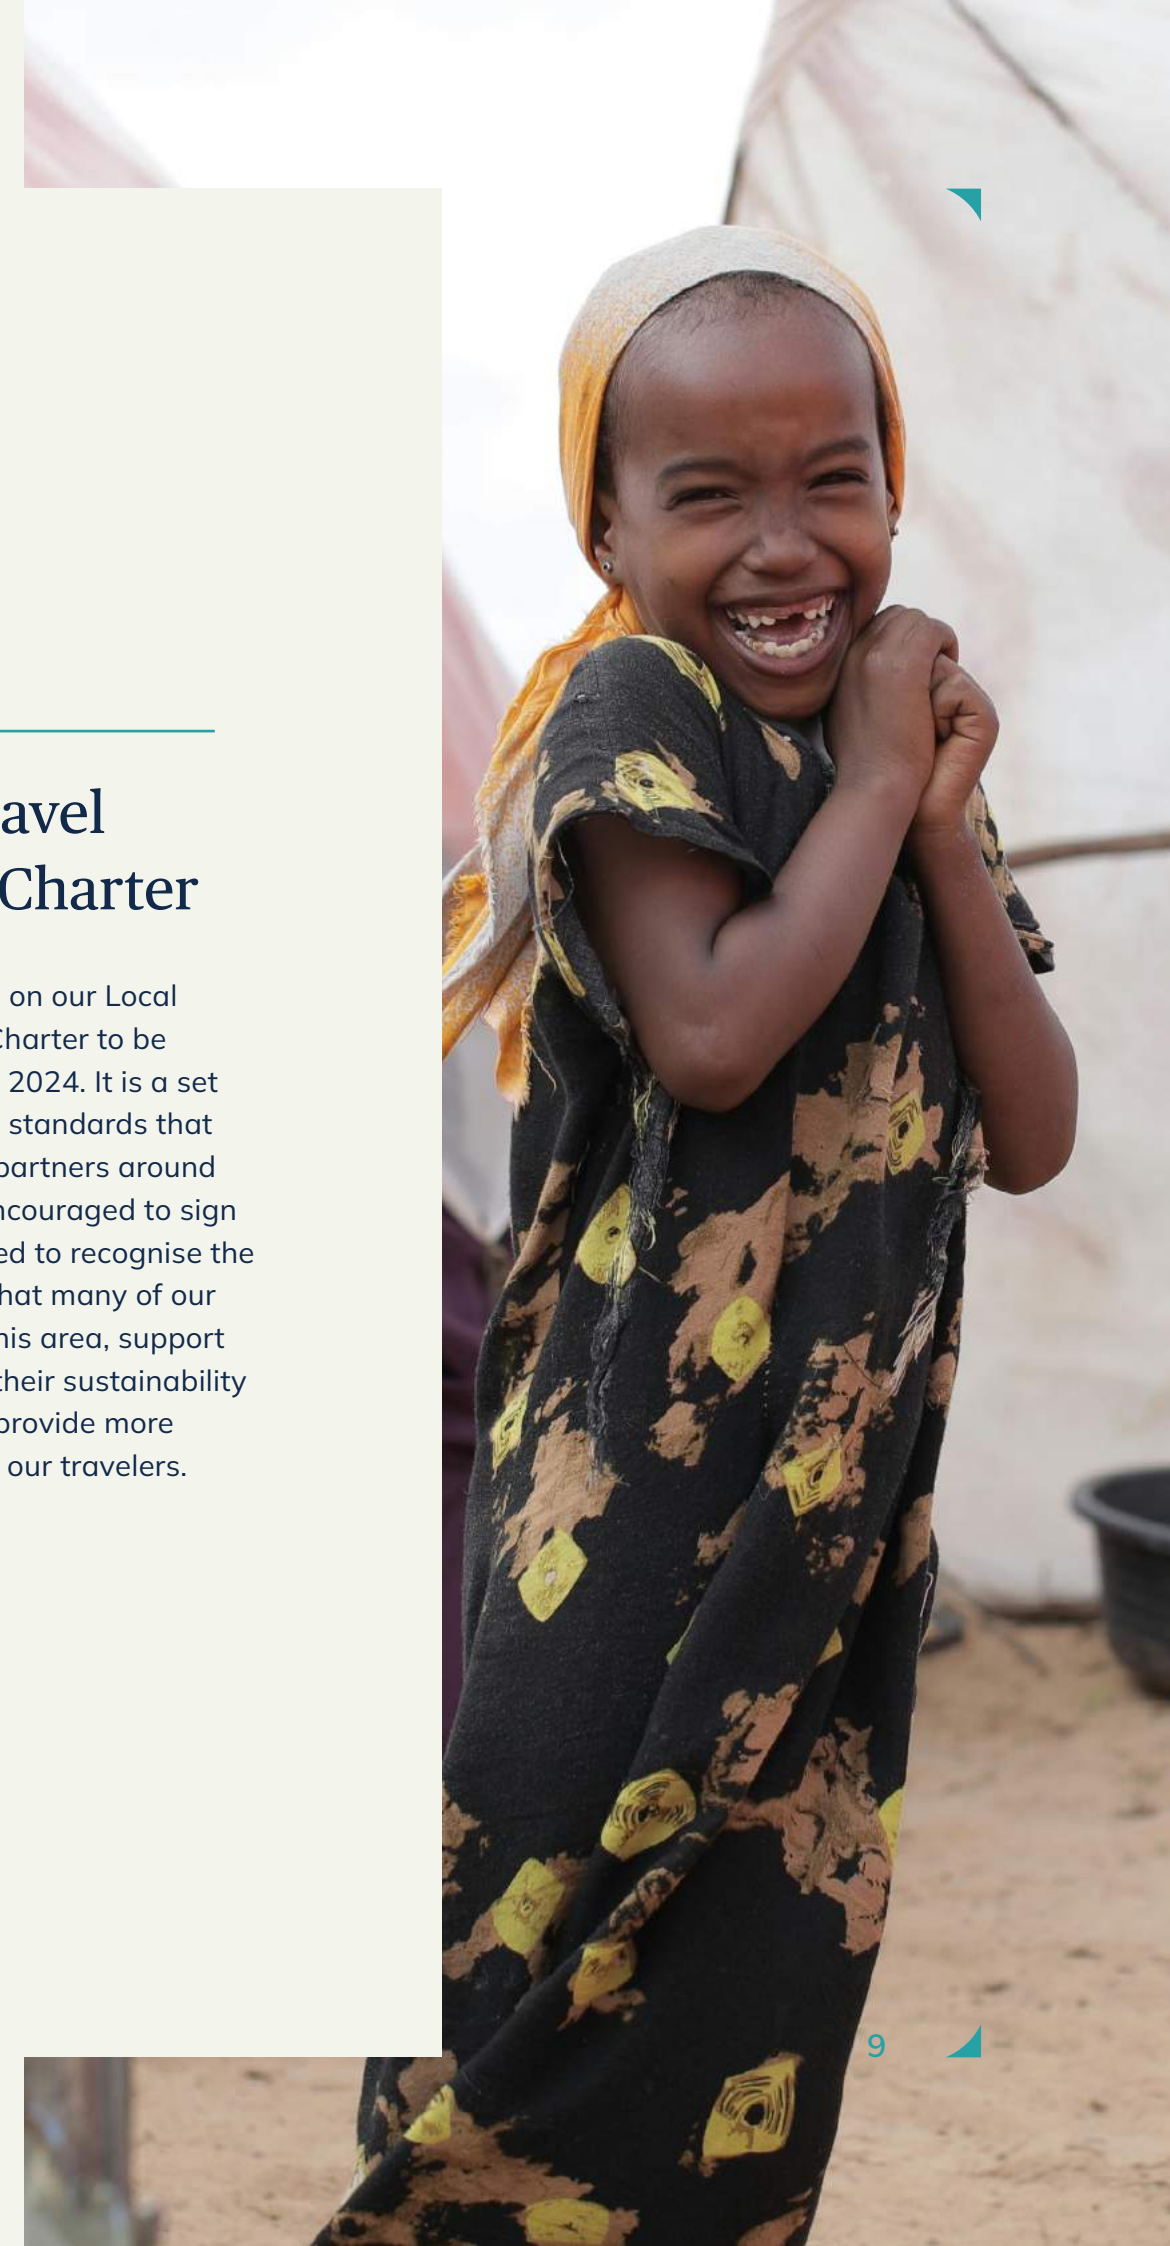 avel
Charter
on our Local
Charter to be
2024. It is a set
standards that
partners around
ncouraged to sign
ed to recognise the
hat many of our
his area, support
their sustainability
provide more
our travelers.
9